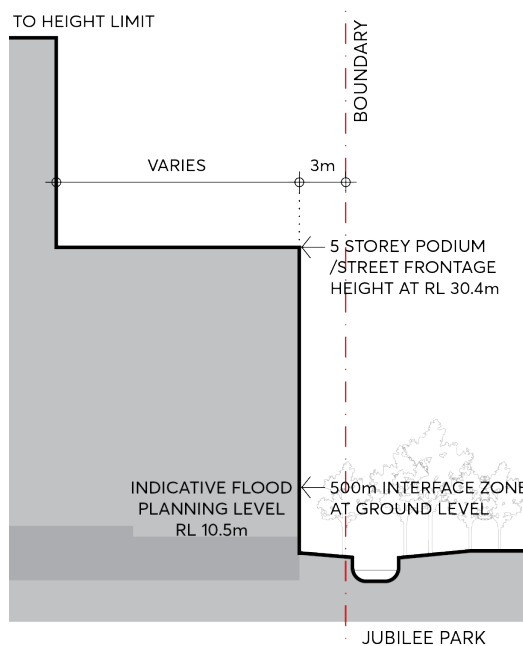 TO HEIGHT LIMIT
BOUNDARY
VARIES
3m
5 STOREY PODIUM
/STREET FRONTAGE
HEIGHT AT RL 30.4m
INDICATIVE FLOOD
PLANNING LEVEL
RL 10.5m
500m INTERFACE ZONE
AT GROUND LEVEL
JUBILEE PARK